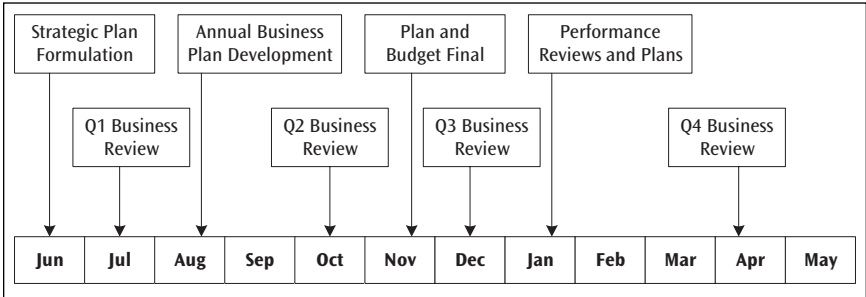 Strategic Plan
Formulation
Annual Business
Plan Development
Plan and
Budget Final
Performance
Reviews and Plans
Q1 Business
Review
Q2 Business
Review
Q3 Business
Review
Q4 Business
Review
Jun Jul Aug Sep Oct Nov Dec Jan Feb Mar Apr May